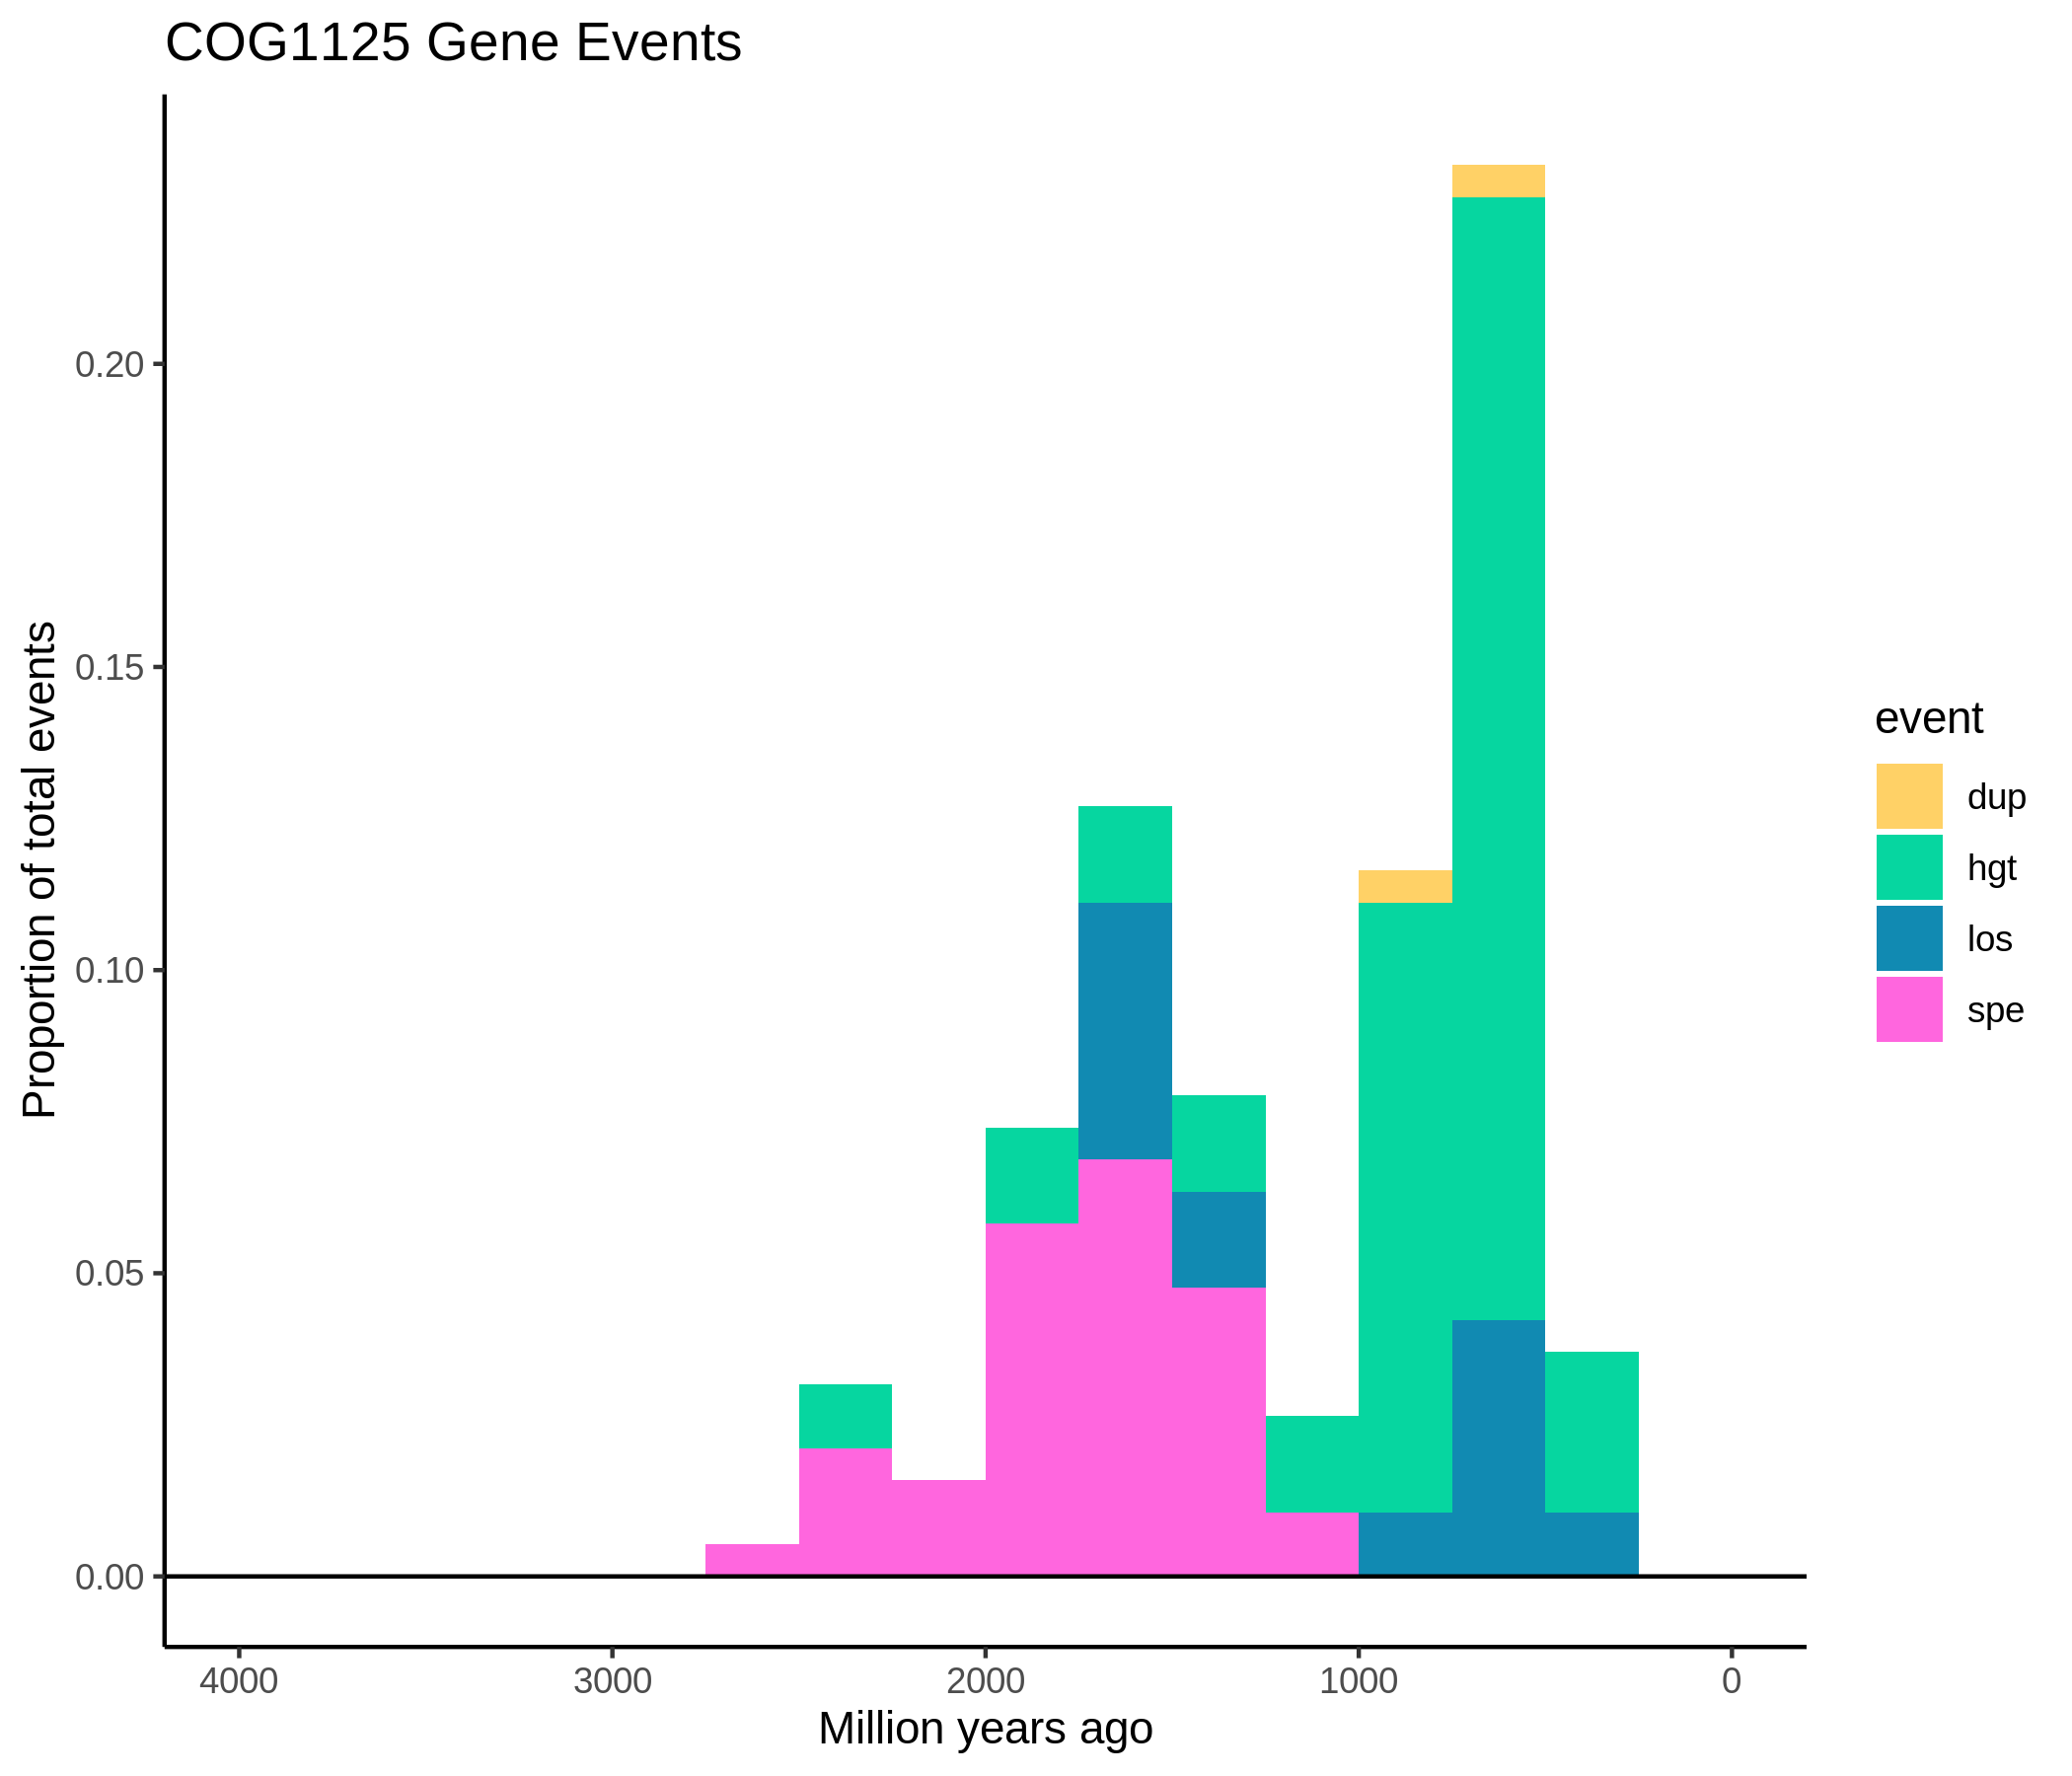 COG1125 Gene Events
Proportion of total events
0.20
0.15
0.10
0.05
0.00
4000 3000 2000 1000 0
Million years ago
event
dup
hgt
los
spe